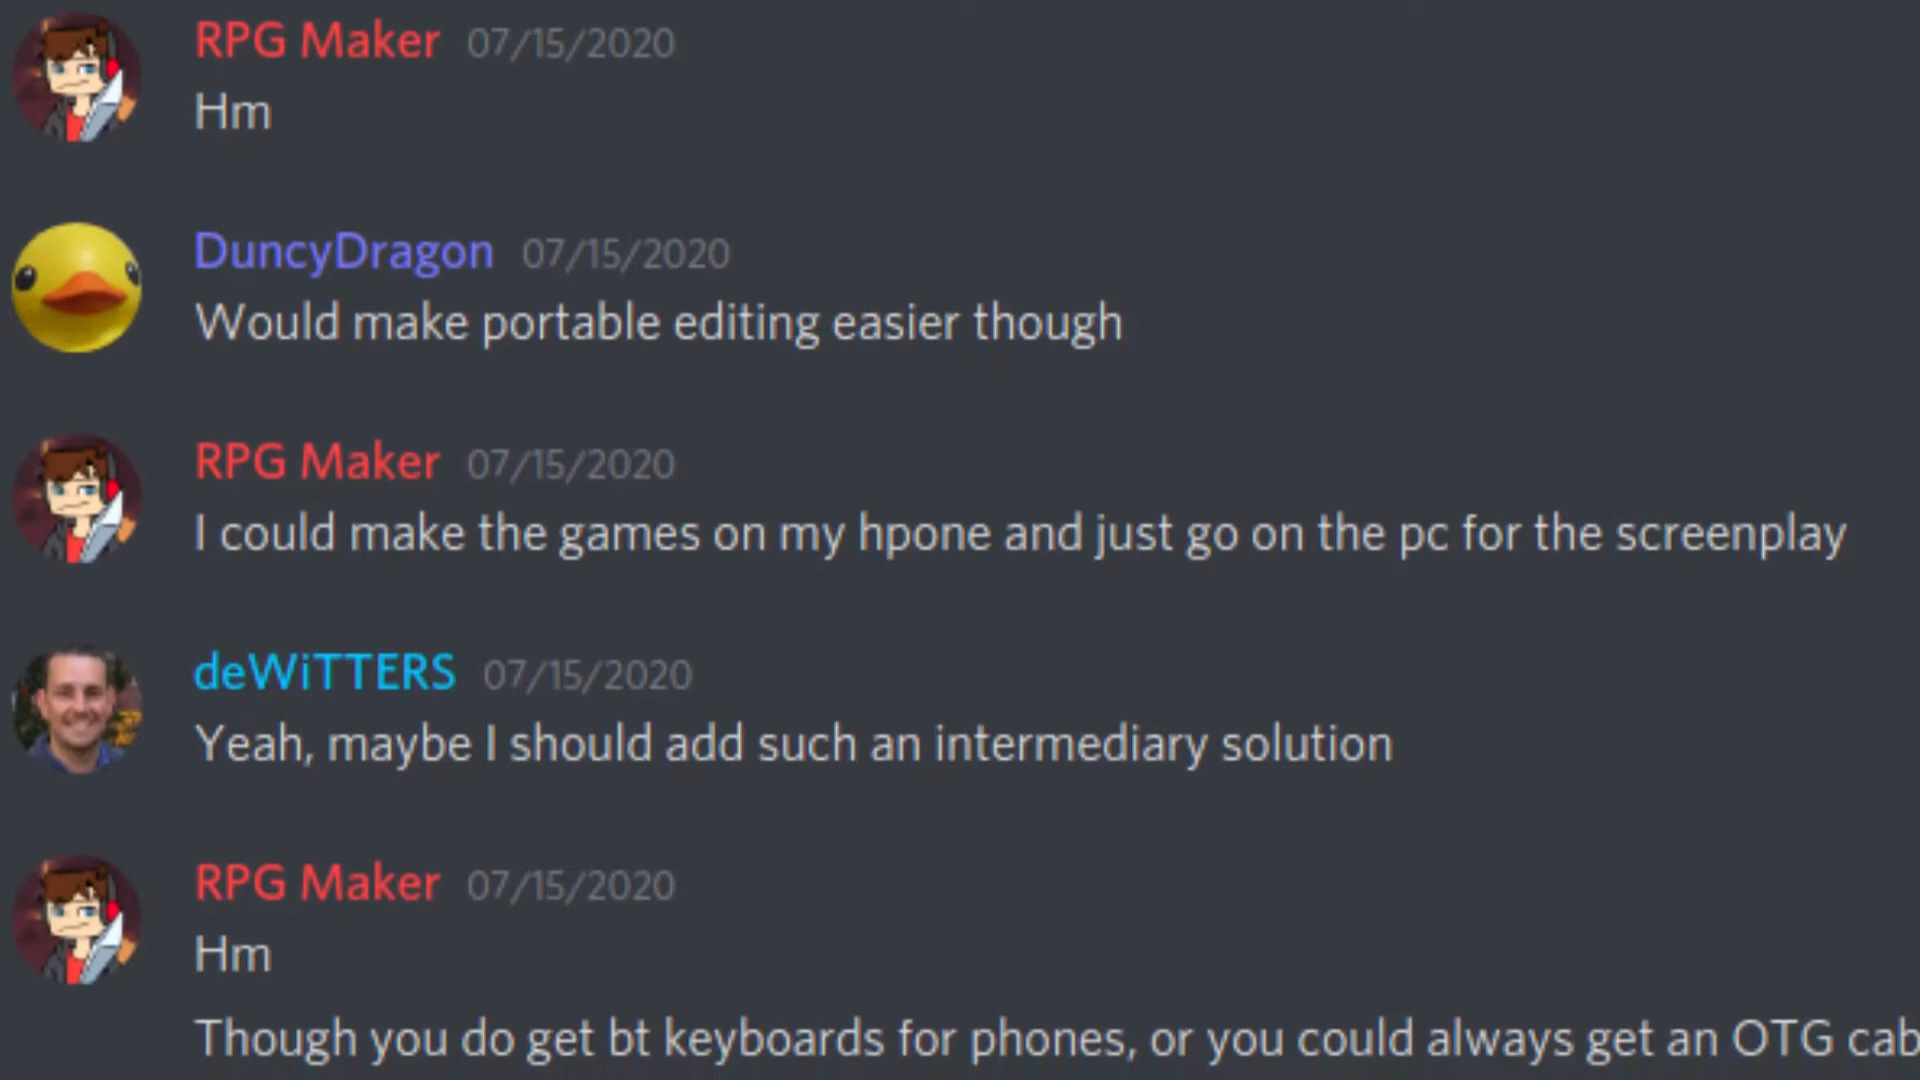 RPG Maker 07/15/2020
Hm
DuncyDragon 07/15/2020
Would make portable editing easier though
RPG Maker 07/15/2020
I could make the games on my hpone and just go on the pc for the screenplay
deWiTTERS 07/15/2020
Yeah, maybe I should add such an intermediary solution
RPG Maker 07/15/2020
Hm
Though you do get bt keyboards for phones, or you could always get an OTG cab